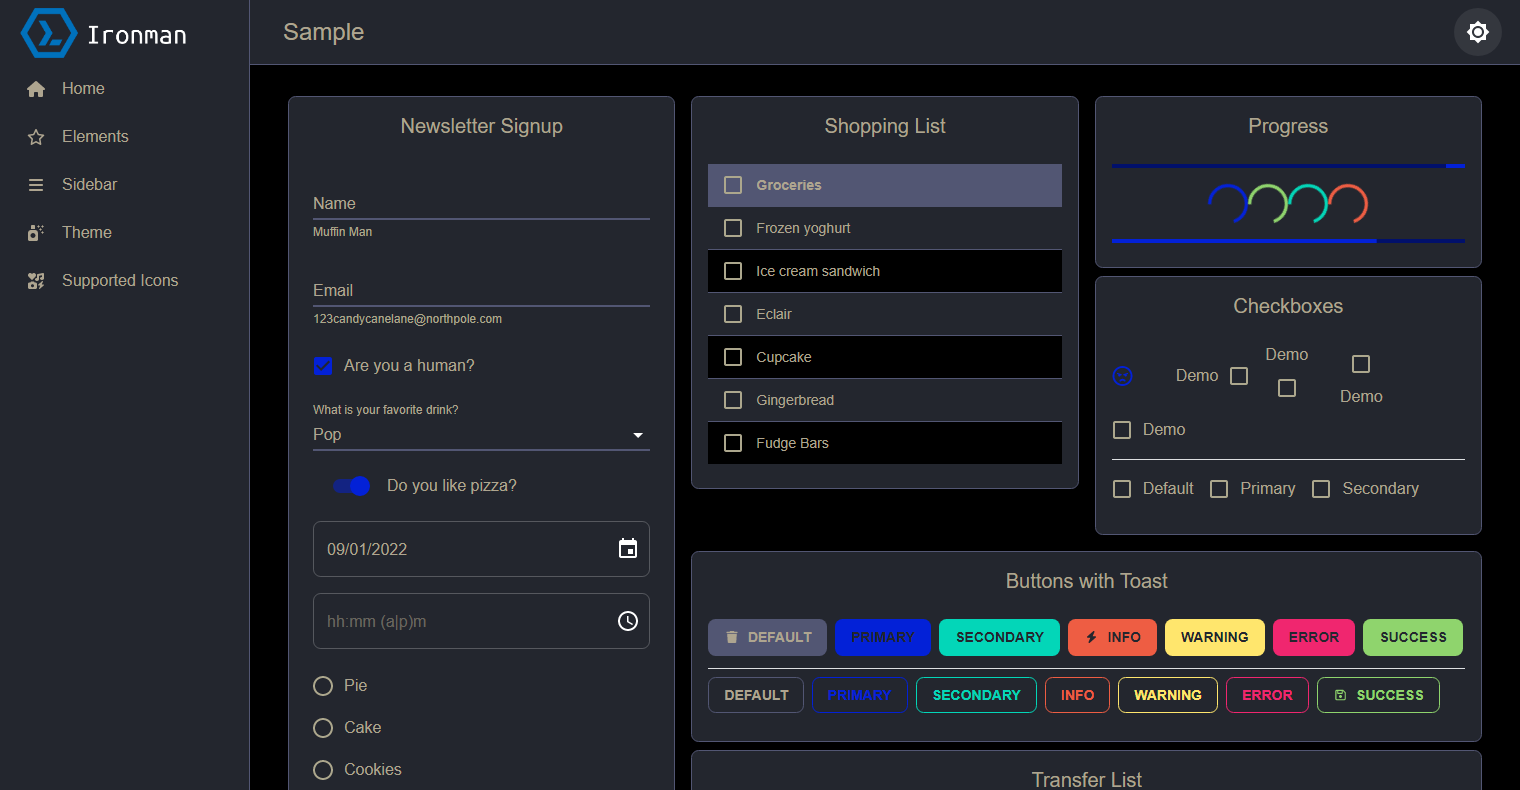 Ironman
Home
Elements
Sidebar
Theme
Supported Icons
Sample
Newsletter Signup
Name
Muffin Man
Email
123candycanelane@northpole.com
Are you a human?
What is your favorite drink?
Pop
Do you like pizza?
09/01/2022
hh:mm (a|p)m
Pie
Cake
Cookies
Shopping List
Groceries
Frozen yoghurt
Ice cream sandwich
Eclair
Cupcake
Gingerbread
Fudge Bars
Progress
Checkboxes
Demo
Demo
Demo
Demo
Default Primary Secondary
Buttons with Toast
DEFAULT PRIMARY SECONDARY INFO WARNING ERROR SUCCESS
DEFAULT PRIMARY SECONDARY INFO WARNING ERROR SUCCESS
Transfer List